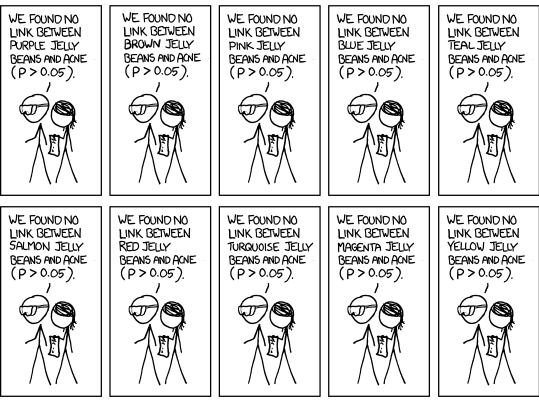 WE FOUND NO
LINK BETWEEN
PURPLE JELLY
BEANS AND ACNE
(P > 0.05).
WE FOUND NO
LINK BETWEEN
BROWN JELLY
BEANS AND ACNE
(P > 0.05).
WE FOUND NO
LINK BETWEEN
PINK JELLY
BEANS AND ACNE
(P > 0.05).
WE FOUND NO
LINK BETWEEN
BLUE JELLY
BEANS AND ACNE
(P > 0.05).
WE FOUND NO
LINK BETWEEN
TEAL JELLY
BEANS AND ACNE
(P > 0.05).
WE FOUND NO
LINK BETWEEN
SALMON JELLY
BEANS AND ACNE
(P > 0.05).
WE FOUND NO
LINK BETWEEN
RED JELLY
BEANS AND ACNE
(P > 0.05).
WE FOUND NO
LINK BETWEEN
TURQUOISE JELLY
BEANS AND ACNE
(P > 0.05).
WE FOUND NO
LINK BETWEEN
MAGENTA JELLY
BEANS AND ACNE
(P > 0.05).
WE FOUND NO
LINK BETWEEN
YELLOW JELLY
BEANS AND ACNE
(P > 0.05).